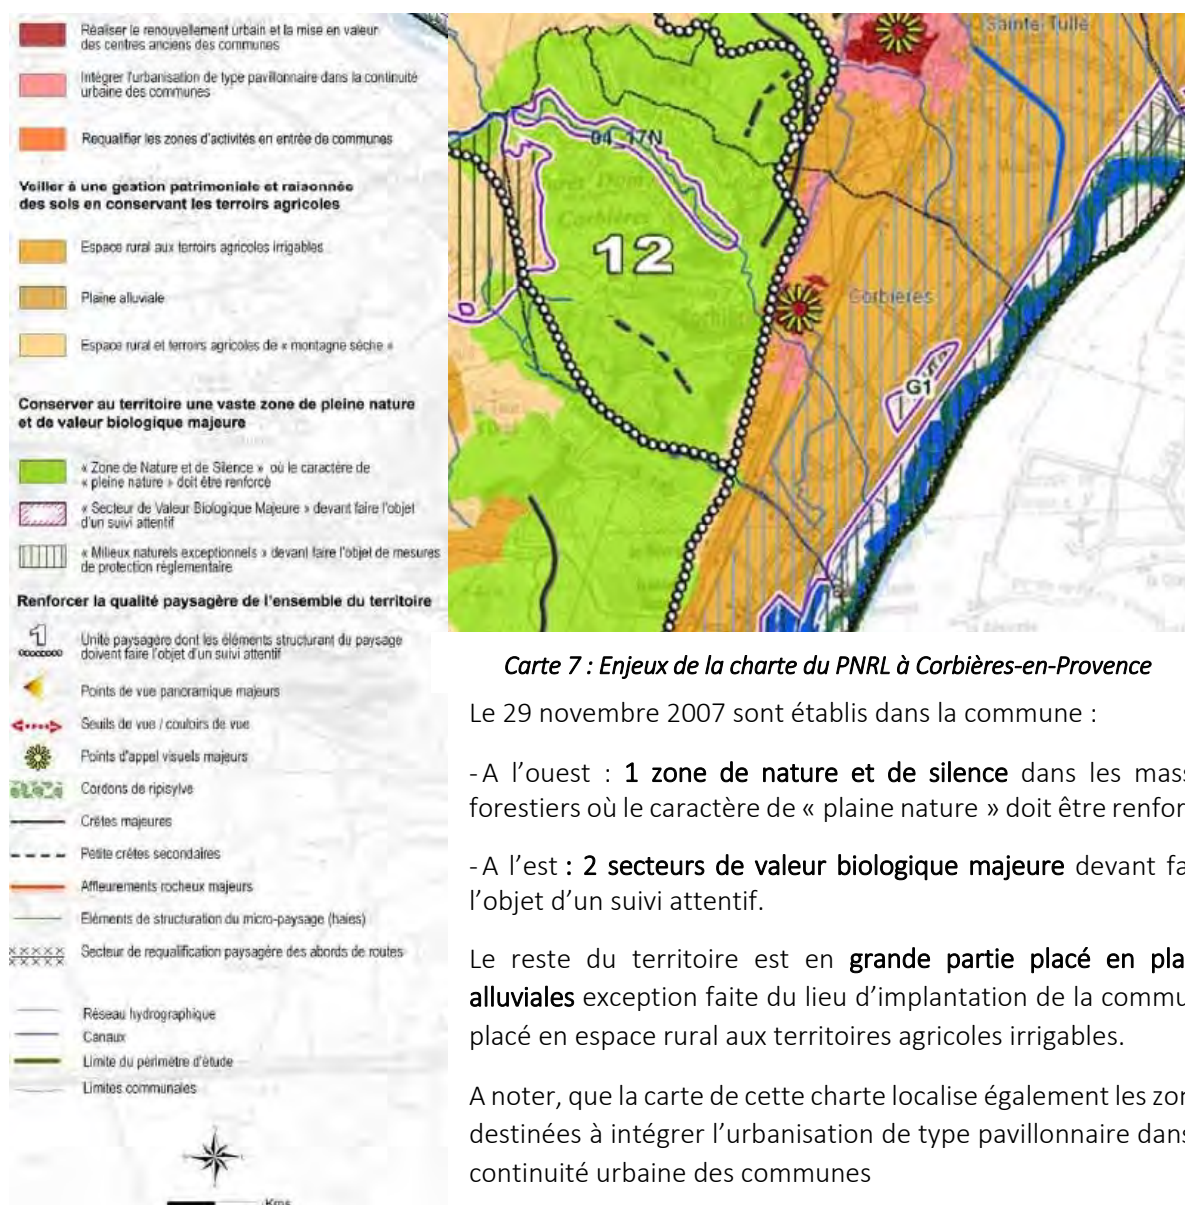 Réaliser le renouvellement urbain et la mise en valeur
des centres anciens des communes
Intégrer l'urbanisation de type pavillonnaire dans la continuité
urbaine des communes
Requalifier les zones d'activités en entrée de communes
Veiller à une gestion patrimoniale et raisonnée
des sols en conservant les terroirs agricoles
Espace rural aux terroirs agricoles irrigables
Plaine alluviale
Espace rural et terroirs agricoles de « montagne sèche »
Conserver au territoire une vaste zone de pleine nature
et de valeur biologique majeure
« Zone de Nature et de Silence » où le caractère de
« pleine nature » doit être renforcé
« Secteur de Valeur Biologique Majeure » devant faire l'objet
d'un suivi attentif
« Milieux naturels exceptionnels » devant faire l'objet de mesures
de protection réglementaire
Renforcer la qualité paysagère de l'ensemble du territoire
1
Unité paysagère dont les éléments structurant du paysage
doivent faire l'objet d'un suivi attentif
Points de vue panoramique majeurs
Seuils de vue / couloirs de vue
Points d'appel visuels majeurs
Cordons de ripisylve
Crêtes majeures
Petite crêtes secondaires
Affleurements rocheux majeurs
Eléments de structuration du micro-paysage (haies)
Secteur de requalification paysagère des abords de routes
Réseau hydrographique
Canaux
Limite du périmètre d'étude
Limites communales
Kms
Sainte-Tulle
04_17N
Corbières
12
Corbières
G1
Carte 7 : Enjeux de la charte du PNRL à Corbières-en-Provence
Le 29 novembre 2007 sont établis dans la commune :
- A l'ouest : 1 zone de nature et de silence dans les mass
forestiers où le caractère de « plaine nature » doit être renfor
- A l'est : 2 secteurs de valeur biologique majeure devant fa
l'objet d'un suivi attentif.
Le reste du territoire est en grande partie placé en pla
alluviales exception faite du lieu d'implantation de la commu
placé en espace rural aux territoires agricoles irrigables.
A noter, que la carte de cette charte localise également les zon
destinées à intégrer l'urbanisation de type pavillonnaire dans
continuité urbaine des communes